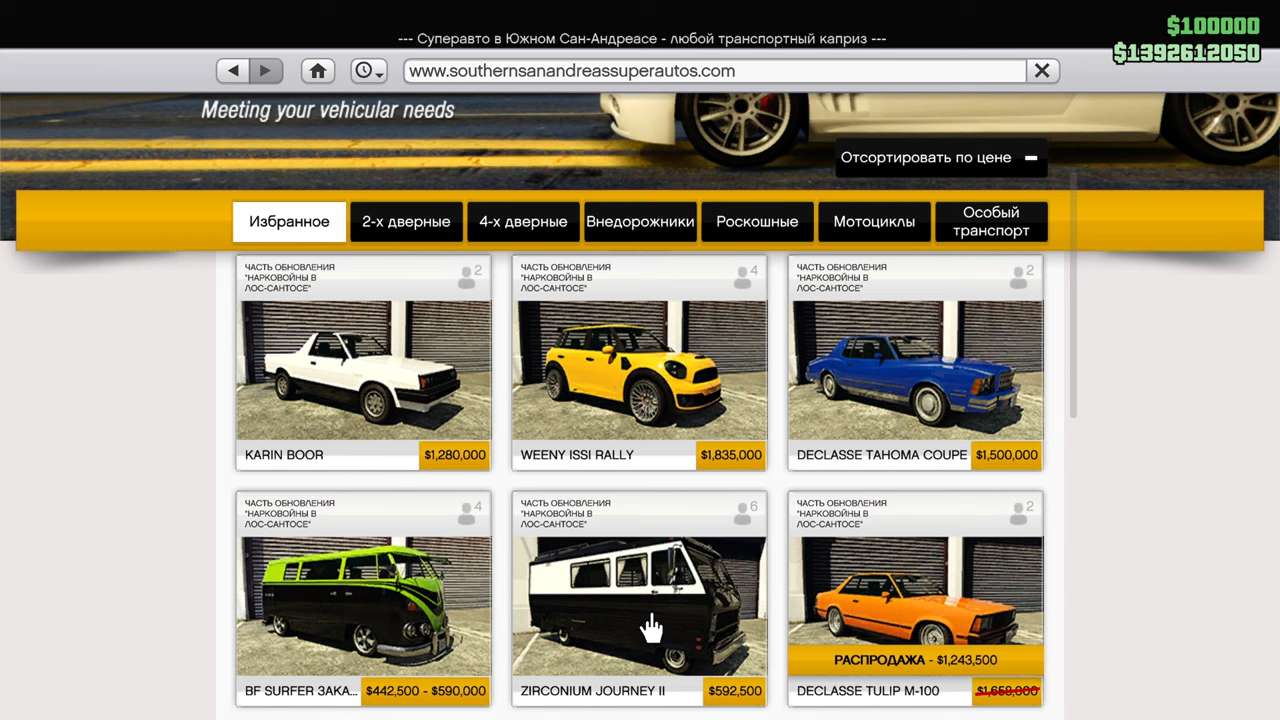 $100000
--- Суперавто в Южном Сан-Андреасе - любой транспортный каприз ---
$1392612050
www.southernsanandreassuperautos.com
Meeting your vehicular needs
Отсортировать по цене
Избранное
2-х дверные
4-х дверные
Внедорожники
Роскошные
Мотоциклы
Особый
транспорт
ЧАСТЬ ОБНОВЛЕНИЯ
"НАРКОВОЙНЫ В
ЛОС-САНТОСЕ"
2
KARIN BOOR
$1,280,000
ЧАСТЬ ОБНОВЛЕНИЯ
"НАРКОВОЙНЫ В
ЛОС-САНТОСЕ"
4
WEENY ISSI RALLY
$1,835,000
ЧАСТЬ ОБНОВЛЕНИЯ
"НАРКОВОЙНЫ В
ЛОС-САНТОСЕ"
2
DECLASSE TAHOMA COUPE
$1,500,000
ЧАСТЬ ОБНОВЛЕНИЯ
"НАРКОВОЙНЫ В
ЛОС-САНТОСЕ"
4
BF SURFER ЗАКА...
$442,500 - $590,000
ЧАСТЬ ОБНОВЛЕНИЯ
"НАРКОВОЙНЫ В
ЛОС-САНТОСЕ"
6
ZIRCONIUM JOURNEY II
$592,500
ЧАСТЬ ОБНОВЛЕНИЯ
"НАРКОВОЙНЫ В
ЛОС-САНТОСЕ"
2
РАСПРОДАЖА - $1,243,500
DECLASSE TULIP M-100
$1,658,000